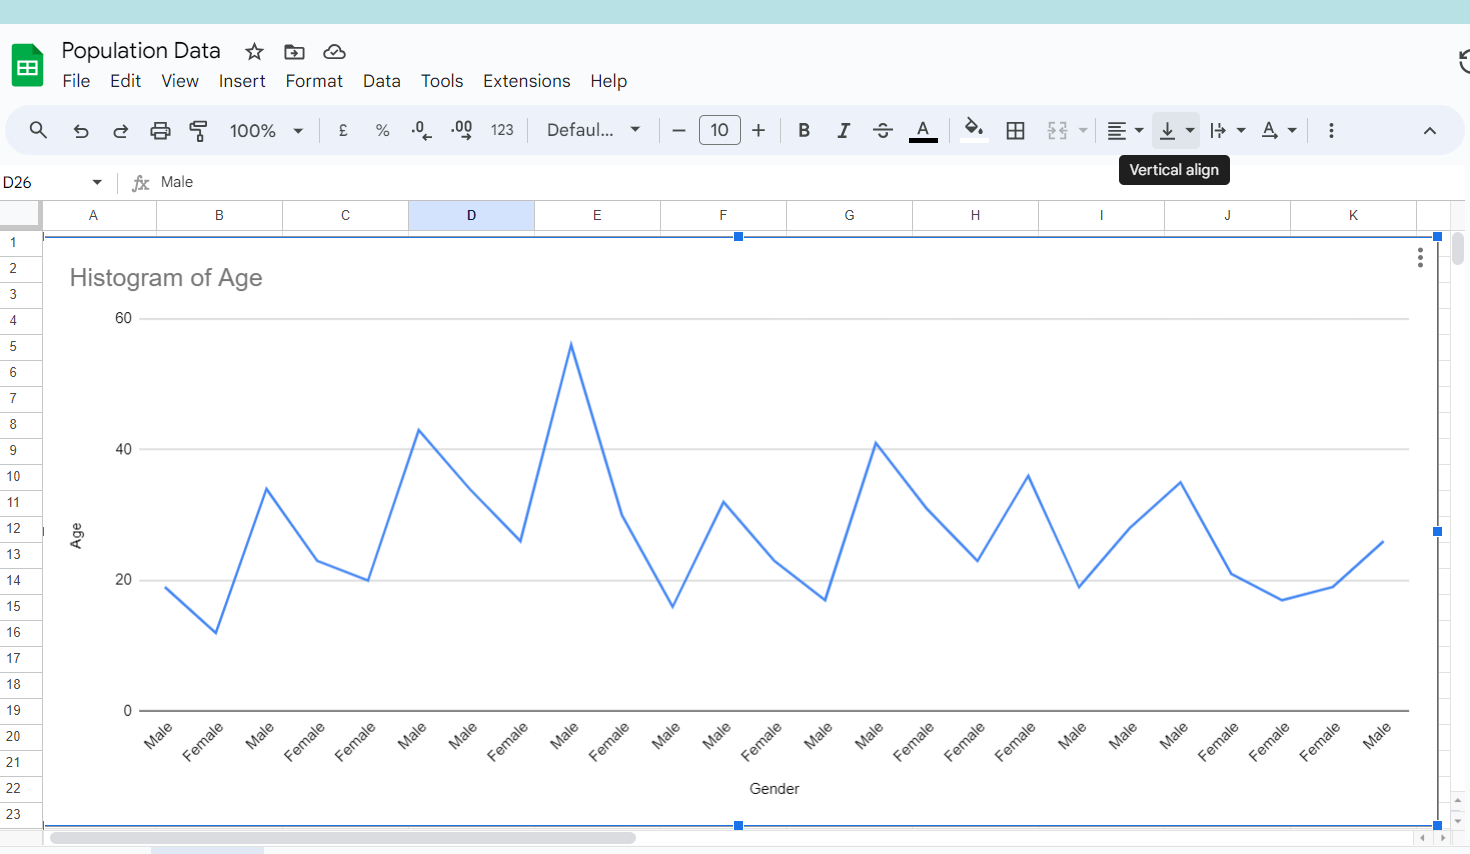 Population Data
File Edit View Insert Format Data Tools Extensions Help
100% £ % .0 .00 123 Defaul... 10 B I A A
Vertical align
D26 fx Male
A B C D E F G H I J K
1
2
3
4
5
6
7
8
9
10
11
12
13
14
15
16
17
18
19
20
21
22
23
Histogram of Age
60
40
20
0
Age
Male Female Male Female Female Male Male Female Male Female Male Male Female Male Male Female Female Female Male Male Male Female Female Female Male
Gender